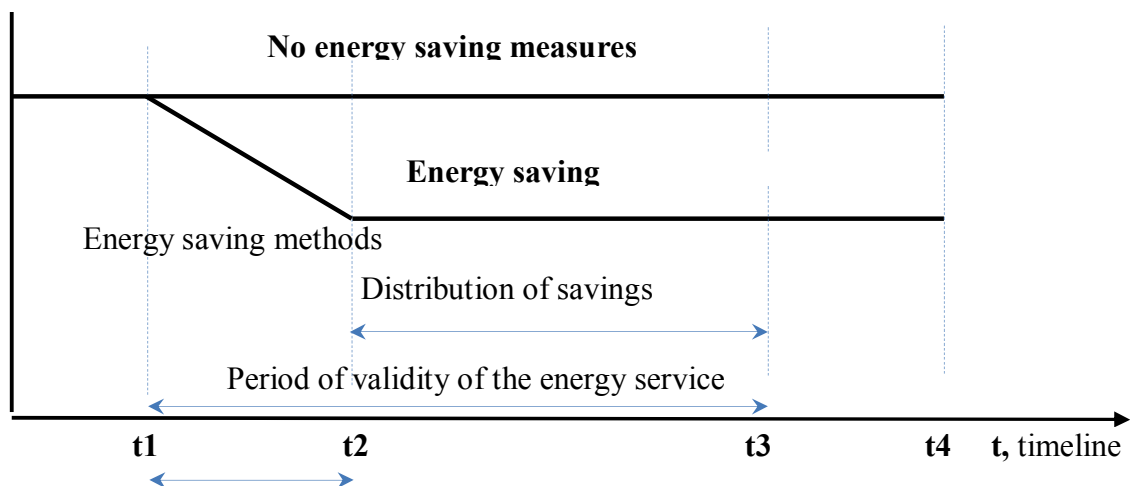 No energy saving measures
Energy saving
Energy saving methods
Distribution of savings
Period of validity of the energy service
t1 t2 t3 t4 t, timeline